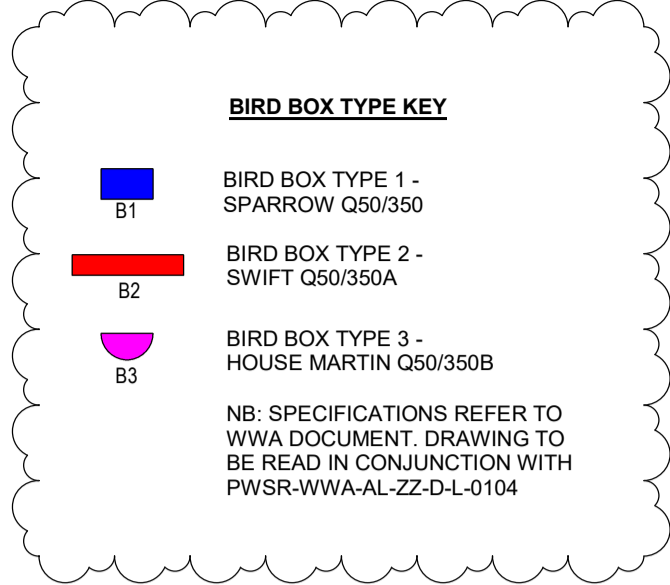 BIRD BOX TYPE KEY
B1
BIRD BOX TYPE 1 -
SPARROW Q50/350
B2
BIRD BOX TYPE 2 -
SWIFT Q50/350A
B3
BIRD BOX TYPE 3 -
HOUSE MARTIN Q50/350B
NB: SPECIFICATIONS REFER TO
WWA DOCUMENT. DRAWING TO
BE READ IN CONJUNCTION WITH
PWSR-WWA-AL-ZZ-D-L-0104